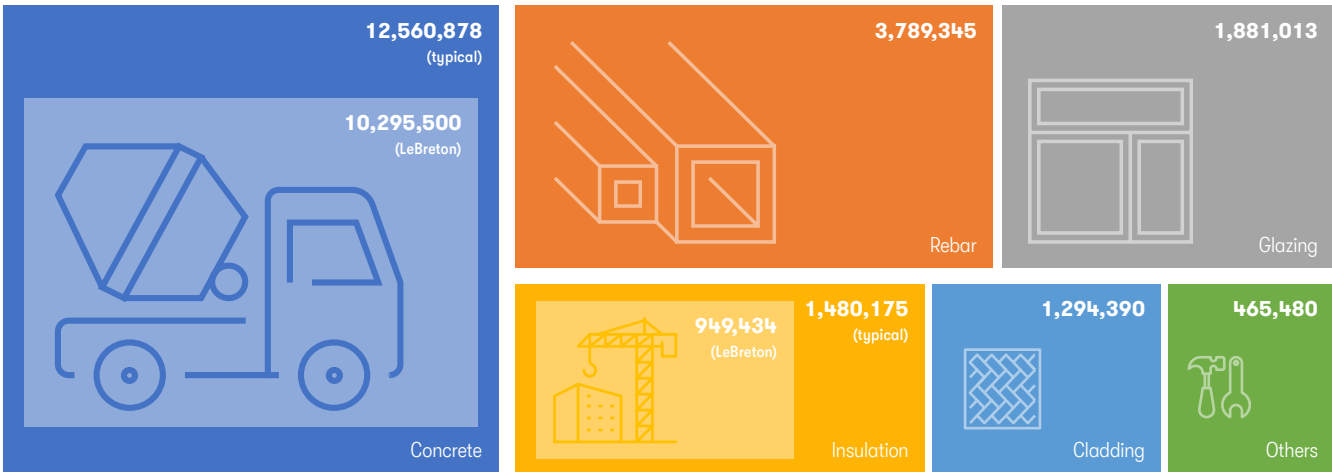 12,560,878
(typical)
10,295,500
(LeBreton)
Concrete
3,789,345
Rebar
1,881,013
Glazing
1,480,175
(typical)
949,434
(LeBreton)
Insulation
1,294,390
Cladding
465,480
Others